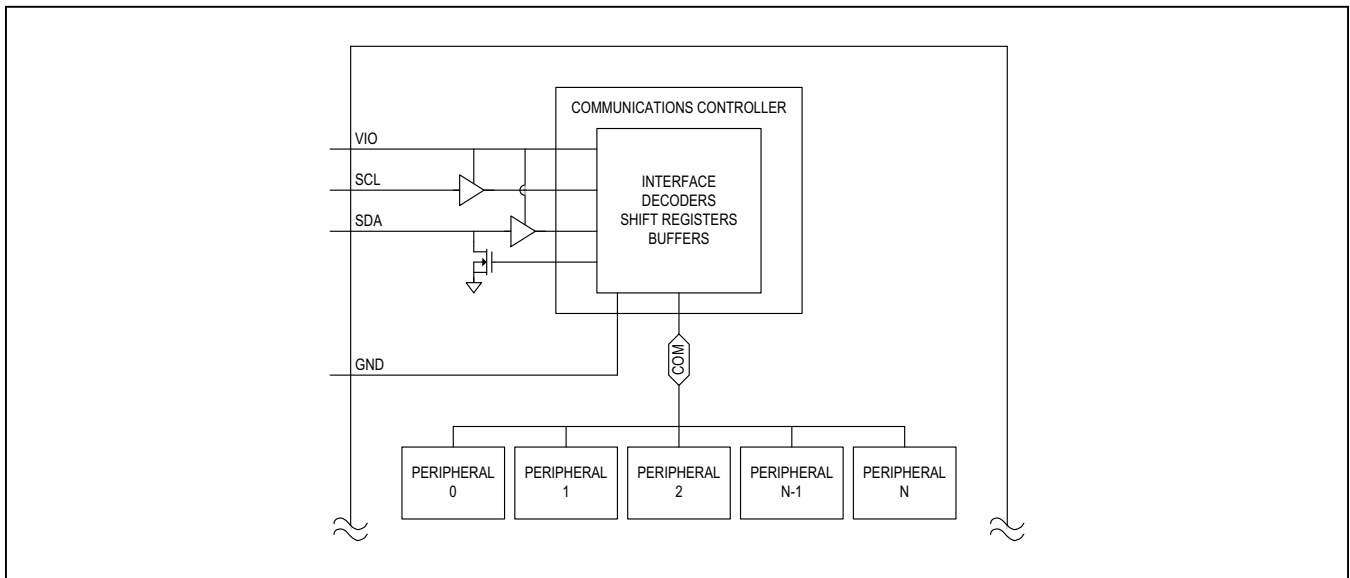 COMMUNICATIONS CONTROLLER
VIO
SCL
SDA
GND
INTERFACE
DECODERS
SHIFT REGISTERS
BUFFERS
COM
PERIPHERAL
0
PERIPHERAL
1
PERIPHERAL
2
PERIPHERAL
N-1
PERIPHERAL
N